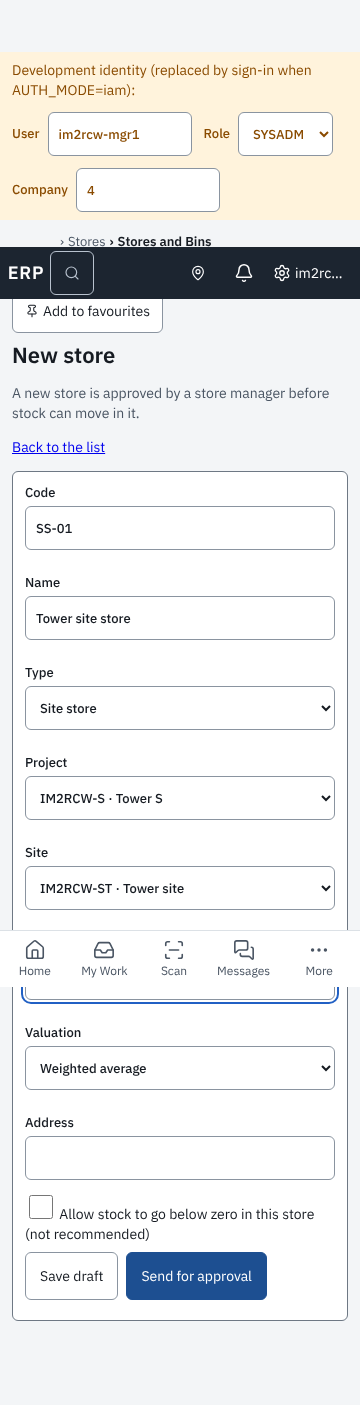 Development identity (replaced by sign-in when
AUTH_MODE=iam):
User im2rcw-mgr1 Role SYSADM
Company 4
› Stores › Stores and Bins
ERP im2rc...
Add to favourites
New store
A new store is approved by a store manager before
stock can move in it.
Back to the list
Code
SS-01
Name
Tower site store
Type
Site store
Project
IM2RCW-S · Tower S
Site
IM2RCW-ST · Tower site
Home My Work Scan Messages More
Valuation
Weighted average
Address
Allow stock to go below zero in this store
(not recommended)
Save draft Send for approval